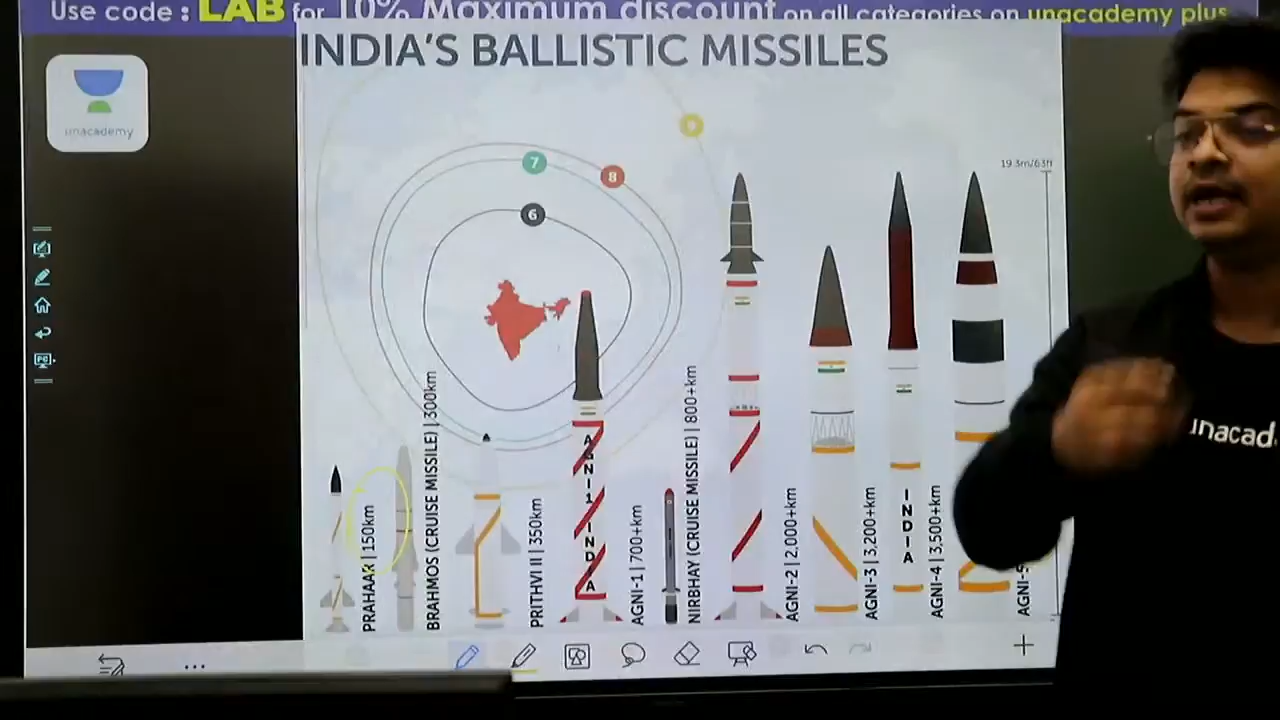 Use code : LAB for 10% Maximum discount on all categories on unacademy plus
INDIA'S BALLISTIC MISSILES
unacademy
9
7
8
6
19.3m/63ft
PRAHAAR | 150km
BRAHMOS (CRUISE MISSILE) | 300km
PRITHVI II | 350km
AGNI1 INDIA
AGNI-1 | 700+km
NIRBHAY (CRUISE MISSILE) | 800+km
AGNI-2 | 2,000+km
AGNI-3 | 3,200+km
INDIA
AGNI-4 | 3,500+km
AGNI-5
unacad